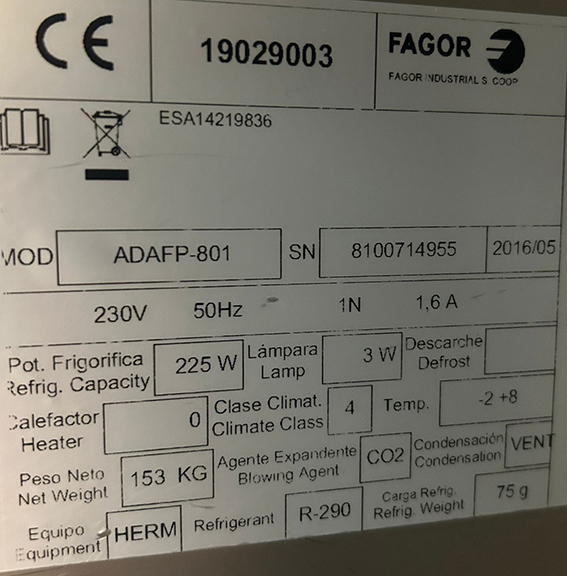 CE
19029003
FAGOR
FAGOR INDUSTRIAL S. COOP
ESA14219836
MOD ADAFP-801 SN 8100714955 2016/05
230V 50Hz 1N 1,6 A
Pot. Frigorifica
Refrig. Capacity
225 W
Lámpara
Lamp
3 W
Descarche
Defrost
Calefactor
Heater
0
Clase Climat.
Climate Class
4
Temp.
-2 +8
Peso Neto
Net Weight
153 KG
Agente Expandente
Blowing Agent
CO2
Condensación
Condensation
VENT
Equipo
Equipment
HERM
Refrigerant
R-290
Carga Refrig.
Refrig. Weight
75 g